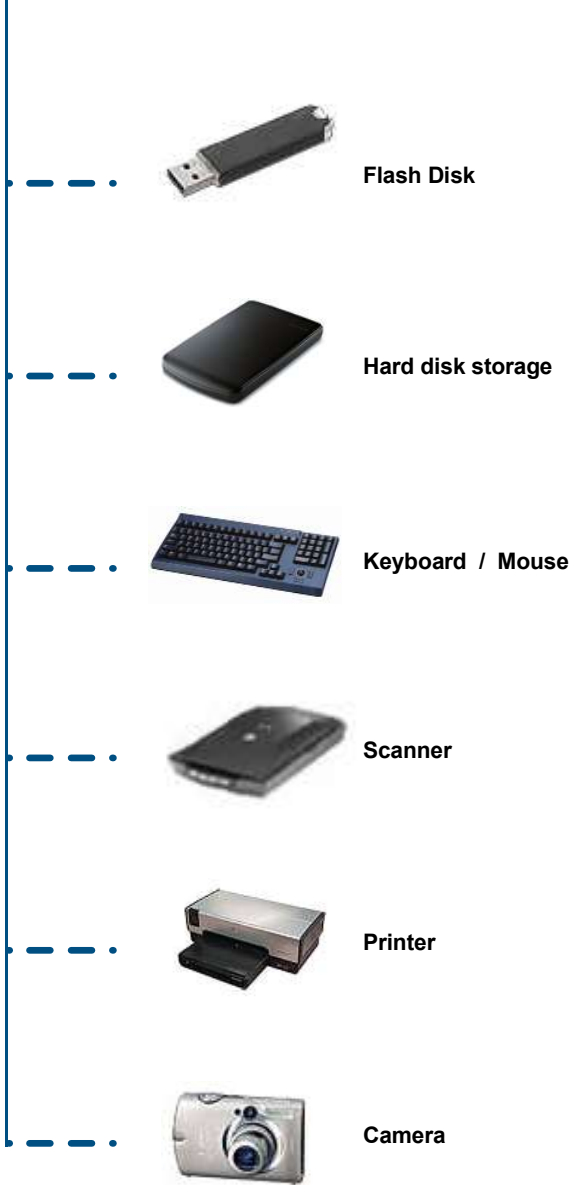 Flash Disk
Hard disk storage
Keyboard / Mouse
Scanner
Printer
Camera